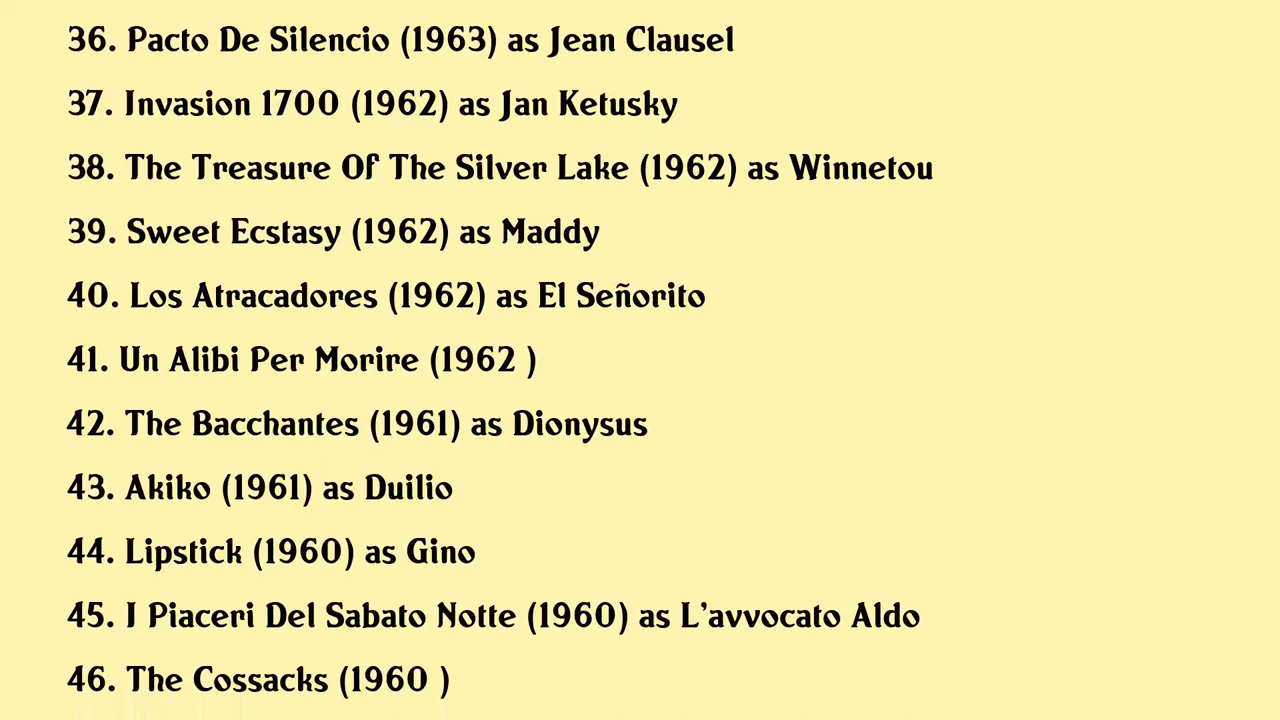 36. Pacto De Silencio (1963) as Jean Clausel
37. Invasion 1700 (1962) as Jan Ketusky
38. The Treasure Of The Silver Lake (1962) as Winnetou
39. Sweet Ecstasy (1962) as Maddy
40. Los Atracadores (1962) as El Señorito
41. Un Alibi Per Morire (1962 )
42. The Bacchantes (1961) as Dionysus
43. Akiko (1961) as Duilio
44. Lipstick (1960) as Gino
45. I Piaceri Del Sabato Notte (1960) as L'avvocato Aldo
46. The Cossacks (1960 )